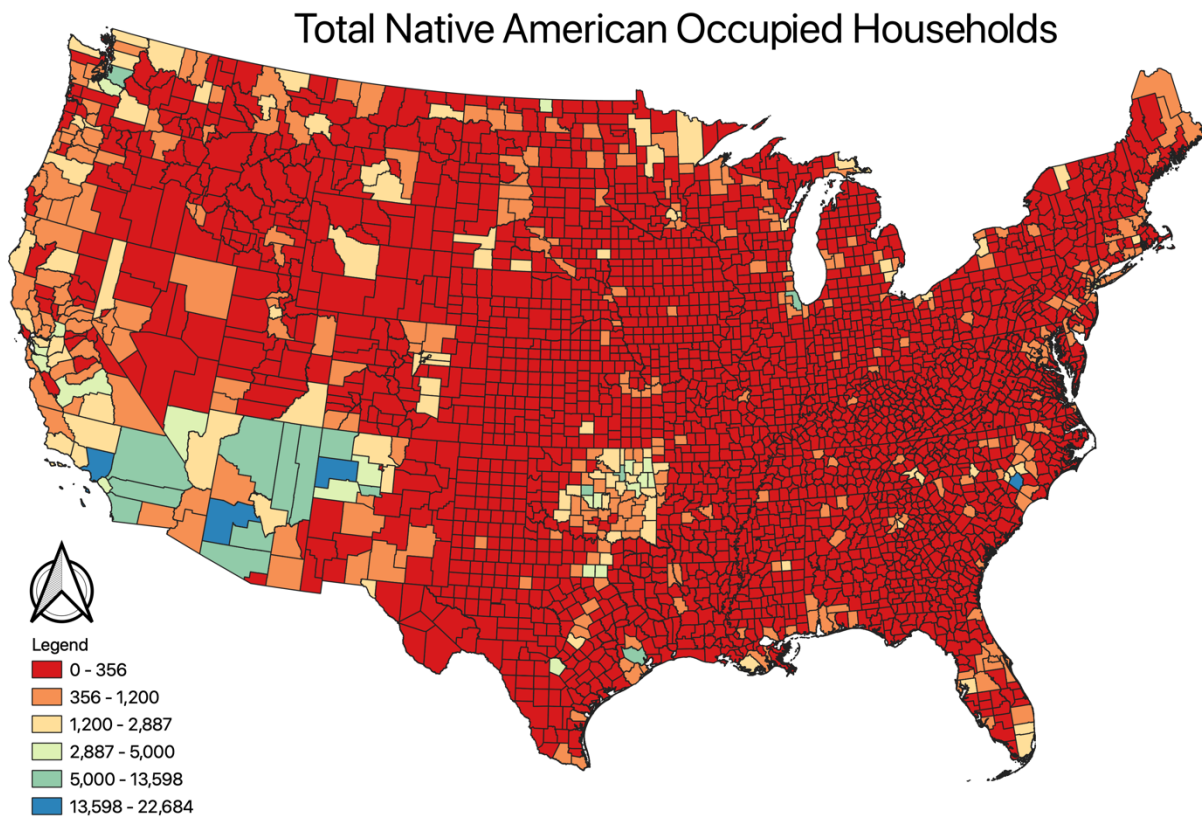 Total Native American Occupied Households
Legend
0 - 356
356 - 1,200
1,200 - 2,887
2,887 - 5,000
5,000 - 13,598
13,598 - 22,684